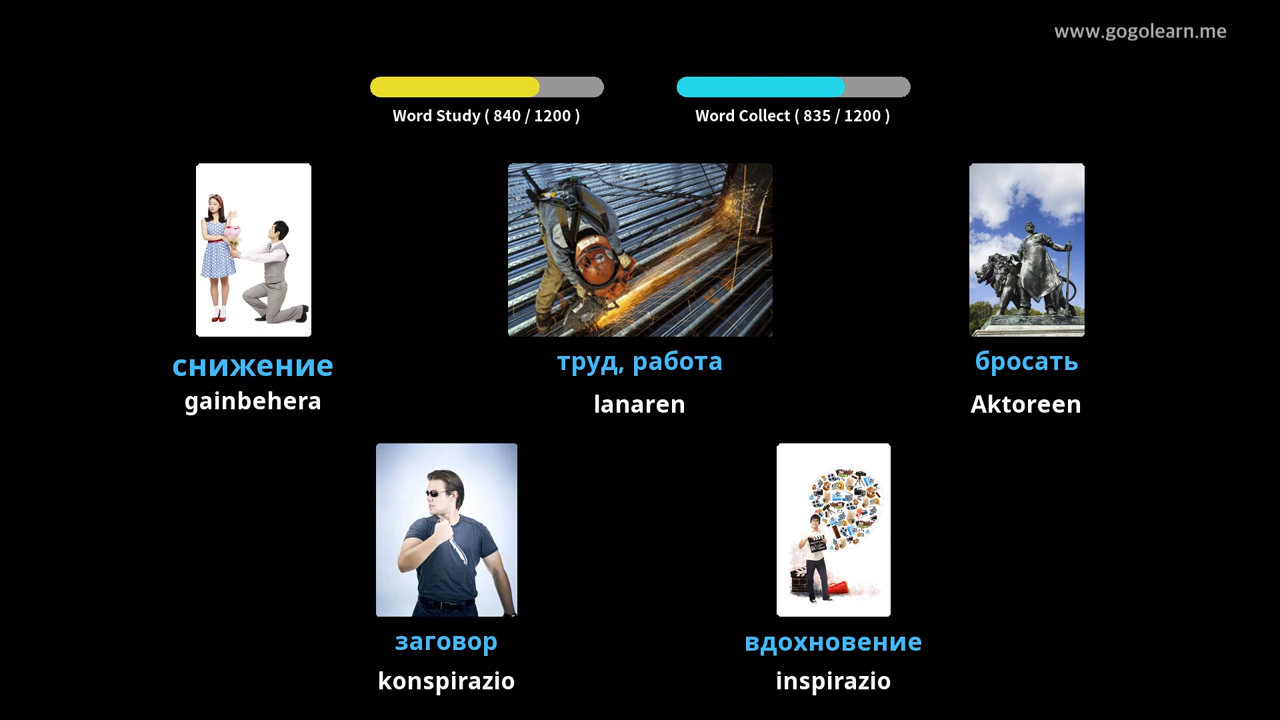 www.gogolearn.me
Word Study ( 840 / 1200 )
Word Collect ( 835 / 1200 )
снижение
gainbehera
труд, работа
lanaren
бросать
Aktoreen
заговор
konspirazio
вдохновение
inspirazio